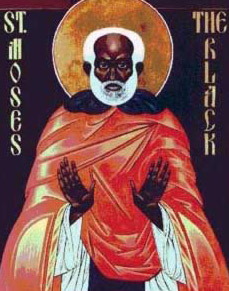 ST.
MOSES
THE
BLACK